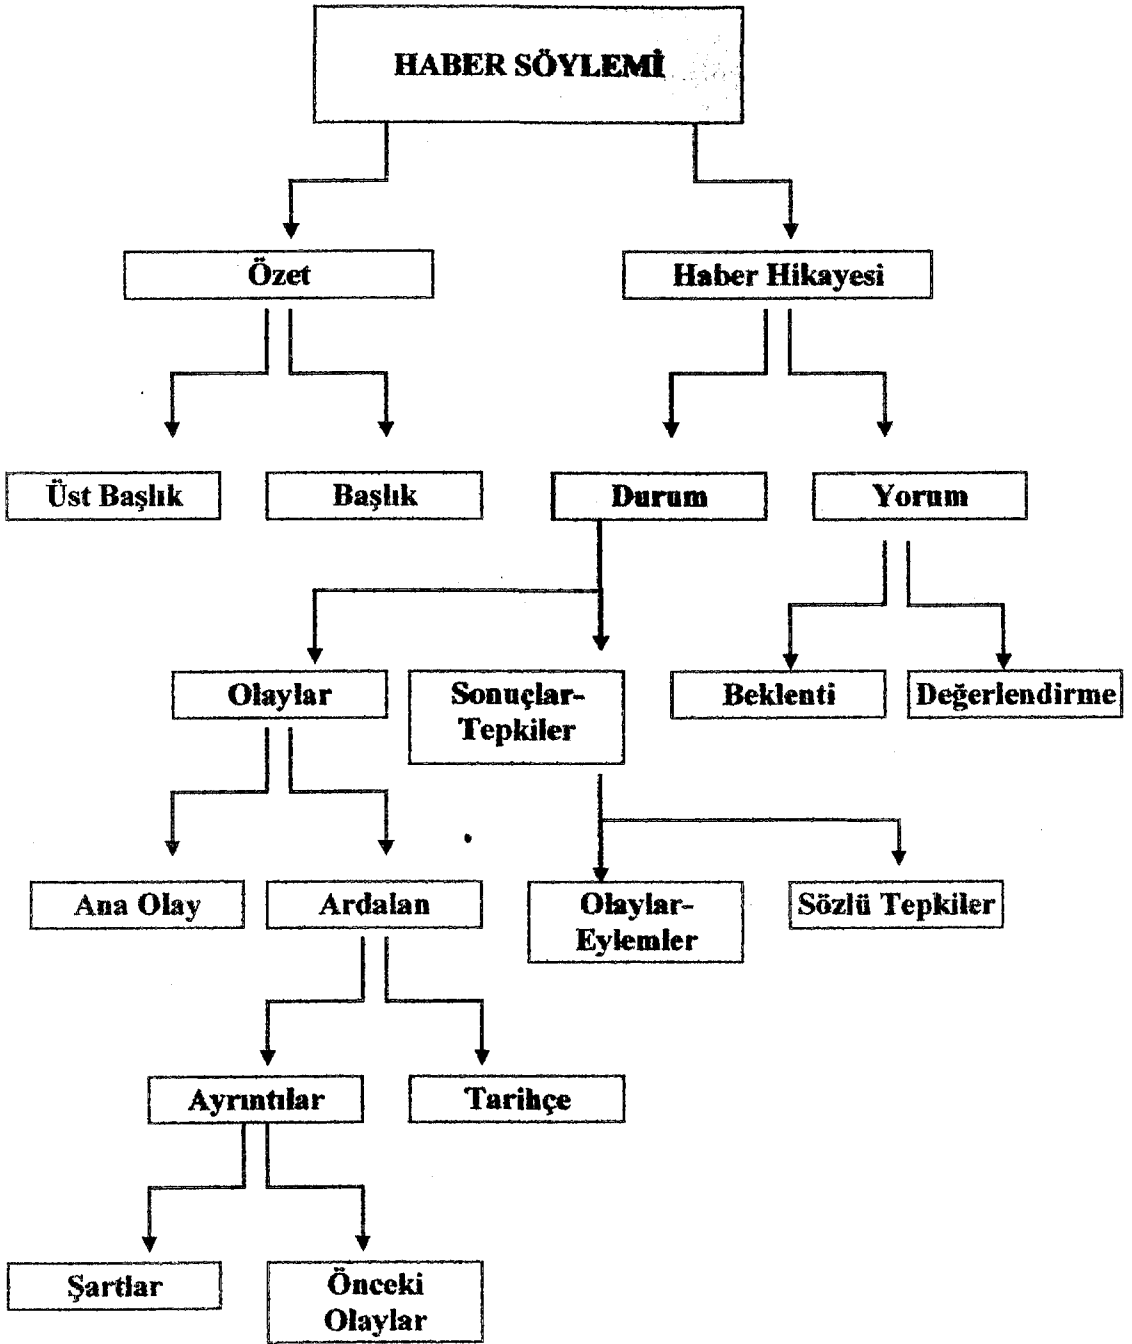 HABER SÖYLEMİ
Özet
Haber Hikayesi
Üst Başlık
Başlık
Durum
Yorum
Olaylar
Sonuçlar-
Tepkiler
Beklenti
Değerlendirme
Ana Olay
Ardalan
Olaylar-
Eylemler
Sözlü Tepkiler
Ayrıntılar
Tarihçe
Şartlar
Önceki
Olaylar